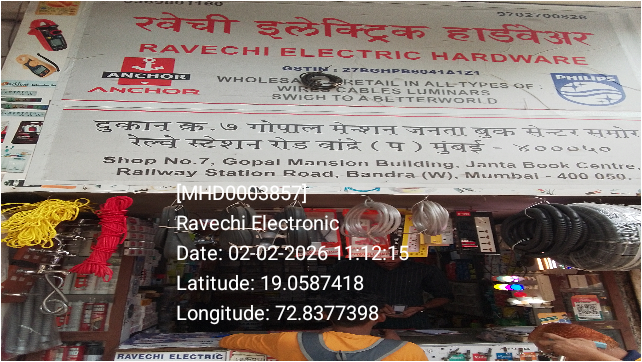 9702700828
रवेची इलेक्ट्रिक हार्डवेअर
RAVECHI ELECTRIC HARDWARE
ANCHOR
ANCHOR
WHOLESALE RETAIL IN ALL TYPES OF :
WIRE CABLES LUMINARS
SWICH TO A BETTERWORLD
PHILIPS
दुकान क्र. ७ गोपाल मेन्शन जनता बुक सेन्टर समोर
रेल्वे स्टेशन रोड वांद्रे ( प ) मुंबई - ४०००५०
Shop No.7, Gopal Mansion Building, Janta Book Centre,
Railway Station Road, Bandra (W), Mumbai - 400 050.
[MHD0003857]
Ravechi Electronic
Date: 02-02-2026 11:12:15
Latitude: 19.0587418
Longitude: 72.8377398
RAVECHI ELECTRIC